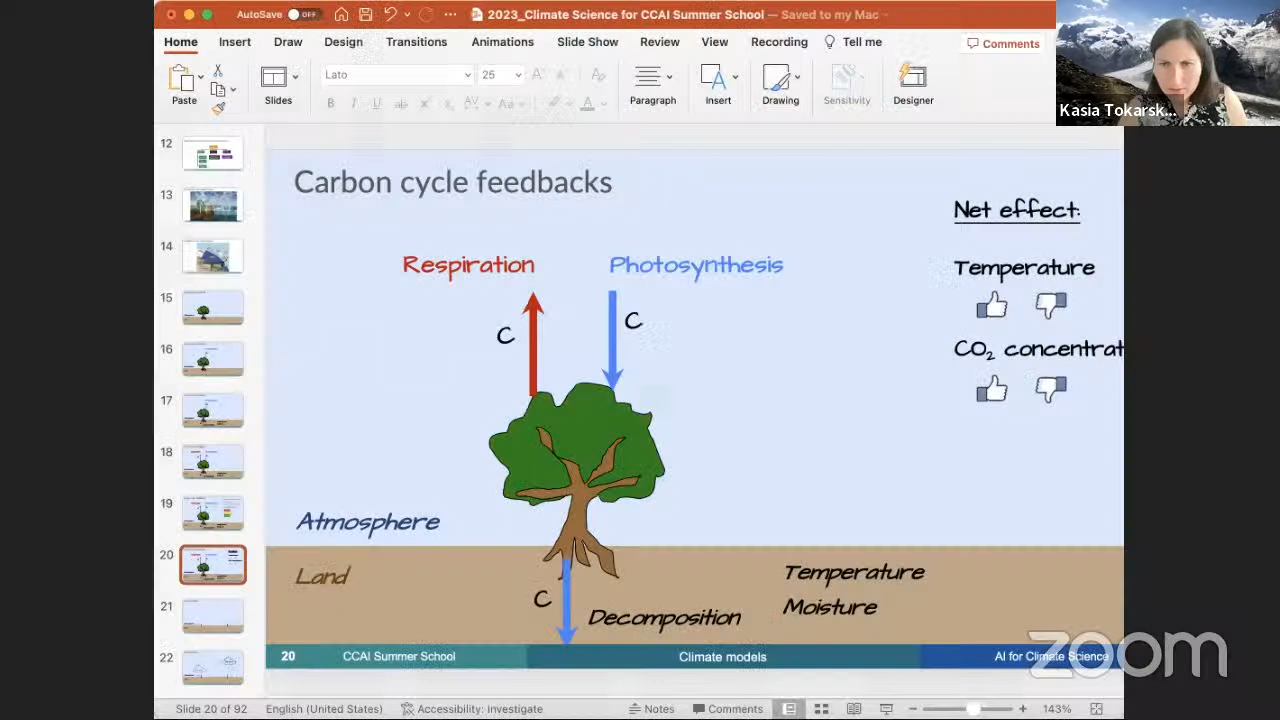 AutoSave OFF
2023_Climate Science for CCAI Summer School — Saved to my Mac
Home Insert Draw Design Transitions Animations Slide Show Review View Recording Tell me
Comments
Paste
Slides
Lato 25
Paragraph
Insert
Drawing
Sensitivity
Designer
Kasia Tokarsk...
12
13
14
15
16
17
18
19
20
21
22
Carbon cycle feedbacks
Net effect:
Respiration
Photosynthesis
Temperature
C
C
CO₂ concentrat
Atmosphere
Land
Temperature
C
Decomposition
Moisture
20 CCAI Summer School Climate models AI for Climate Science
zoom
Slide 20 of 92 English (United States) Accessibility: Investigate Notes Comments 143%